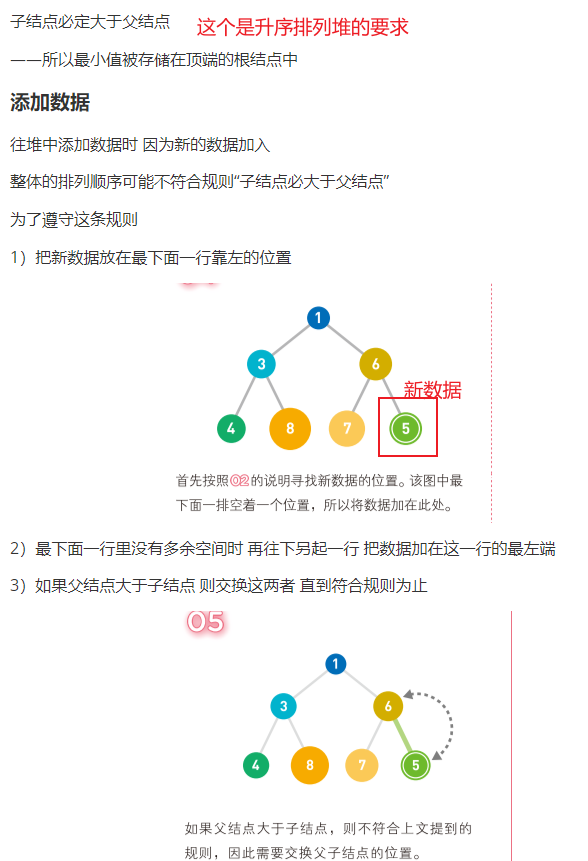 子结点必定大于父结点 这个是升序排列堆的要求
——所以最小值被存储在顶端的根结点中
添加数据
往堆中添加数据时 因为新的数据加入
整体的排列顺序可能不符合规则“子结点必大于父结点”
为了遵守这条规则
1）把新数据放在最下面一行靠左的位置
1
3 6
新数据
4 8 7 5
首先按照02的说明寻找新数据的位置。该图中最
下面一排空着一个位置，所以将数据加在此处。
2）最下面一行里没有多余空间时 再往下另起一行 把数据加在这一行的最左端
3）如果父结点大于子结点 则交换这两者 直到符合规则为止
05
1
3 6
4 8 7 5
如果父结点大于子结点，则不符合上文提到的
规则，因此需要交换父子结点的位置。